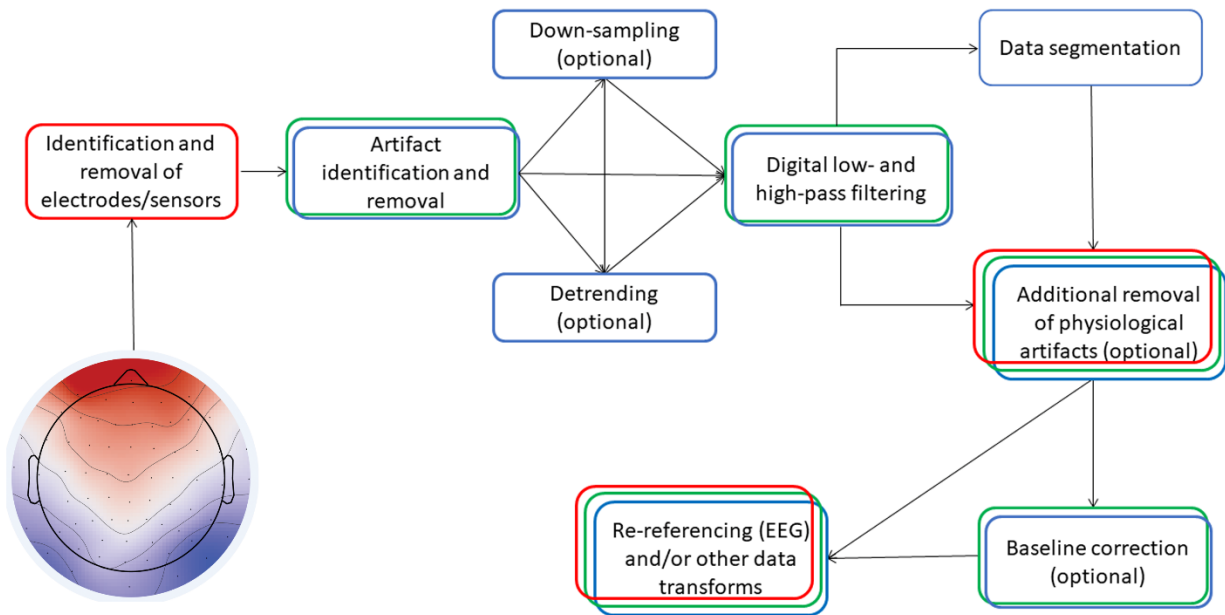 Identification and
removal of
electrodes/sensors
Artifact
identification and
removal
Down-sampling
(optional)
Detrending
(optional)
Digital low- and
high-pass filtering
Data segmentation
Additional removal
of physiological
artifacts (optional)
Baseline correction
(optional)
Re-referencing (EEG)
and/or other data
transforms